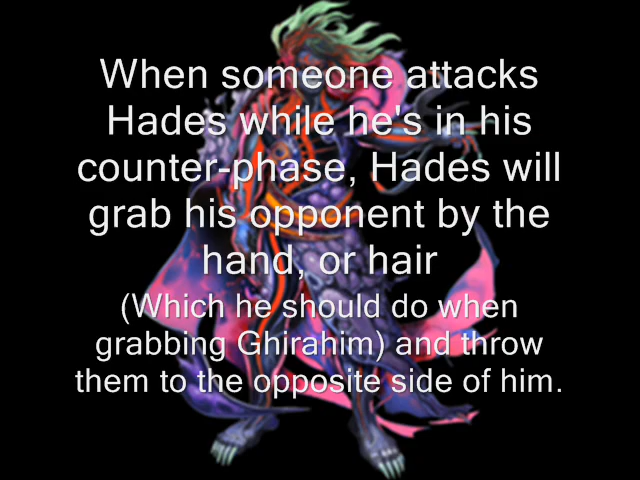 When someone attacks
Hades while he's in his
counter-phase, Hades will
grab his opponent by the
hand, or hair
(Which he should do when
grabbing Ghirahim) and throw
them to the opposite side of him.